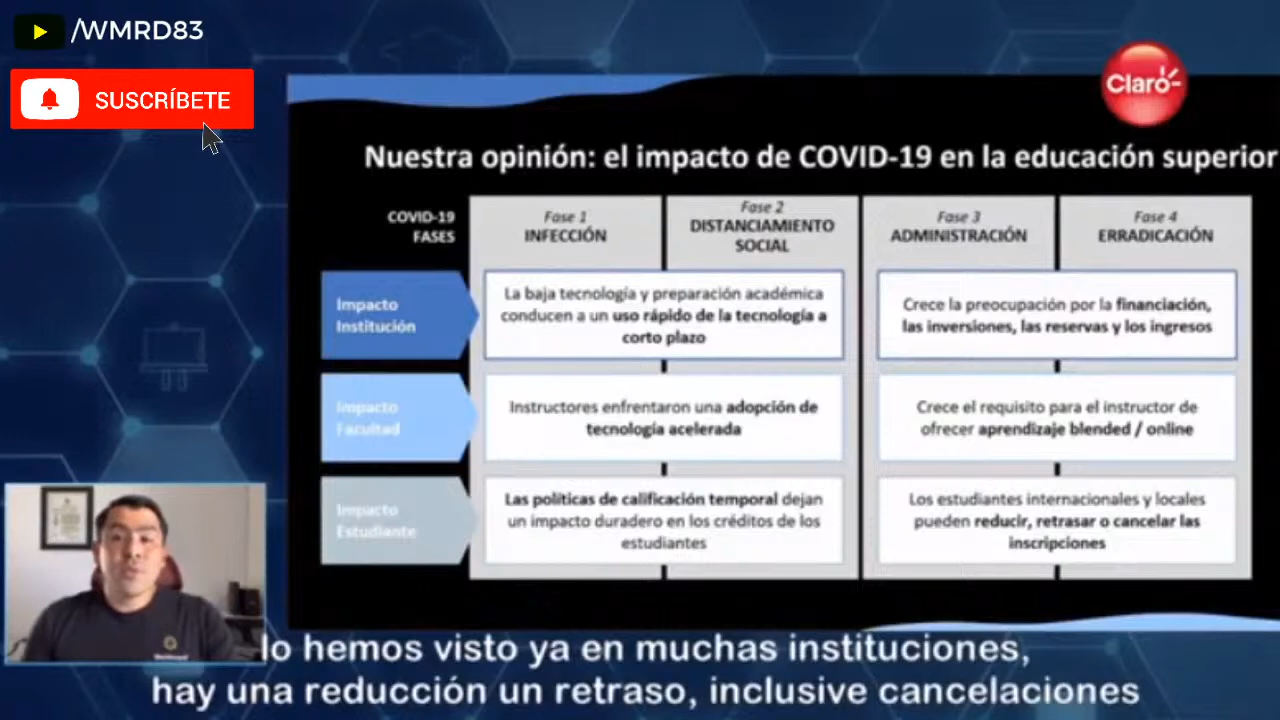 /WMRD83
SUSCRÍBETE
Claro
Nuestra opinión: el impacto de COVID-19 en la educación superior
COVID-19
FASES
Fase 1
INFECCIÓN
Fase 2
DISTANCIAMIENTO
SOCIAL
Fase 3
ADMINISTRACIÓN
Fase 4
ERRADICACIÓN
Impacto
Institución
La baja tecnología y preparación académica
conducen a un uso rápido de la tecnología a
corto plazo
Crece la preocupación por la financiación,
las inversiones, las reservas y los ingresos
Impacto
Facultad
Instructores enfrentaron una adopción de
tecnología acelerada
Crece el requisito para el instructor de
ofrecer aprendizaje blended / online
Impacto
Estudiante
Las políticas de calificación temporal dejan
un impacto duradero en los créditos de los
estudiantes
Los estudiantes internacionales y locales
pueden reducir, retrasar o cancelar las
inscripciones
lo hemos visto ya en muchas instituciones,
hay una reducción un retraso, inclusive cancelaciones